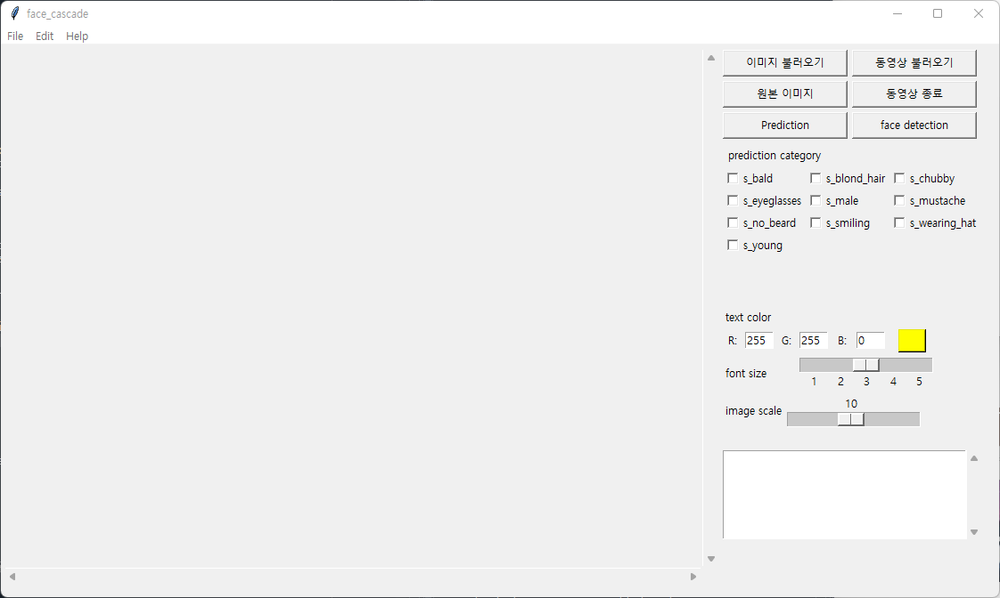 face_cascade
File Edit Help
이미지 불러오기 동영상 불러오기
원본 이미지 동영상 종료
Prediction face detection
prediction category
s_bald s_blond_hair s_chubby
s_eyeglasses s_male s_mustache
s_no_beard s_smiling s_wearing_hat
s_young
text color
R: 255 G: 255 B: 0
font size
1 2 3 4 5
10
image scale